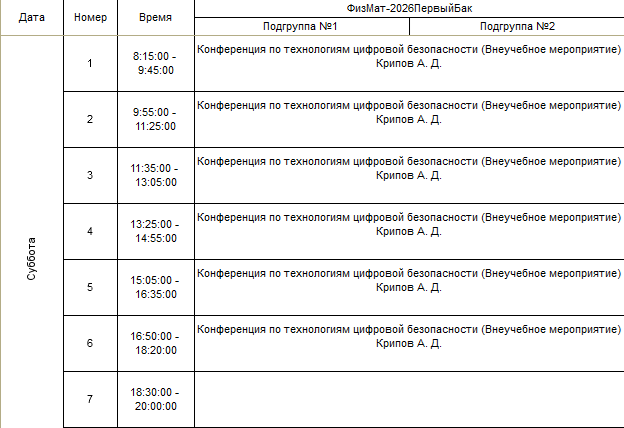 Дата
Номер
Время
ФизМат-2026ПервыйБак
Подгруппа №1
Подгруппа №2
Суббота
1
8:15:00 -
9:45:00
Конференция по технологиям цифровой безопасности (Внеучебное мероприятие)
Крипов А. Д.
2
9:55:00 -
11:25:00
Конференция по технологиям цифровой безопасности (Внеучебное мероприятие)
Крипов А. Д.
3
11:35:00 -
13:05:00
Конференция по технологиям цифровой безопасности (Внеучебное мероприятие)
Крипов А. Д.
4
13:25:00 -
14:55:00
Конференция по технологиям цифровой безопасности (Внеучебное мероприятие)
Крипов А. Д.
5
15:05:00 -
16:35:00
Конференция по технологиям цифровой безопасности (Внеучебное мероприятие)
Крипов А. Д.
6
16:50:00 -
18:20:00
Конференция по технологиям цифровой безопасности (Внеучебное мероприятие)
Крипов А. Д.
7
18:30:00 -
20:00:00